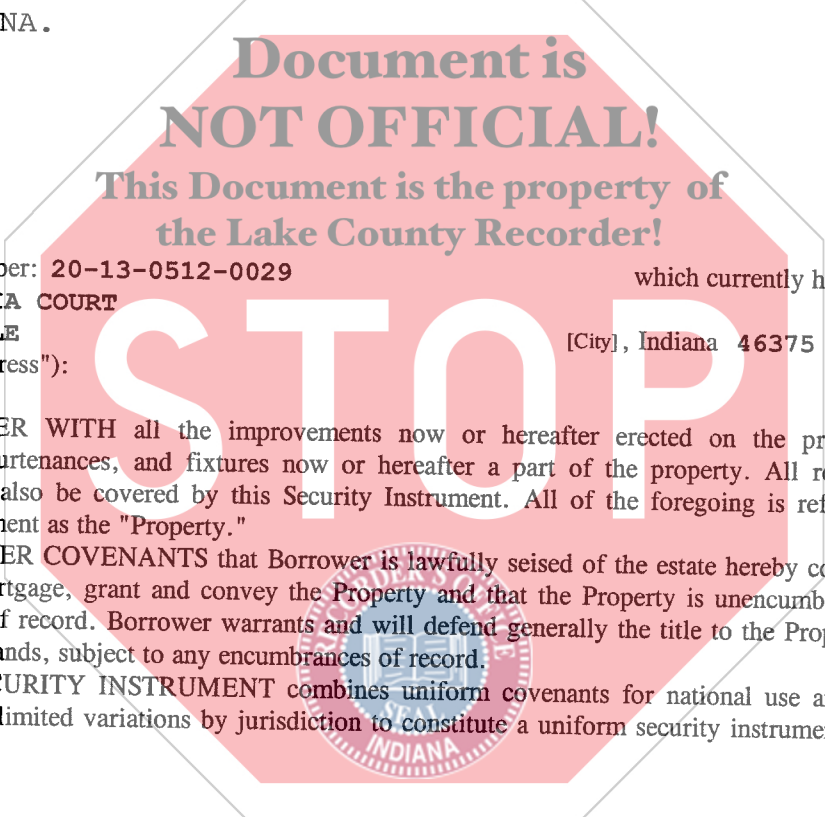 NA.
Document is
NOT OFFICIAL!
This Document is the property of
the Lake County Recorder!
ber: 20-13-0512-0029 which currently h
IA COURT
LE [City], Indiana 46375
ress"):
STOP
ER WITH all the improvements now or hereafter erected on the pr
urtenances, and fixtures now or hereafter a part of the property. All r
also be covered by this Security Instrument. All of the foregoing is ref
nent as the "Property."
ER COVENANTS that Borrower is lawfully seised of the estate hereby co
rtgage, grant and convey the Property and that the Property is unencumb
f record. Borrower warrants and will defend generally the title to the Prop
ands, subject to any encumbrances of record.
CURITY INSTRUMENT combines uniform covenants for national use a
limited variations by jurisdiction to constitute a uniform security instrume
RECORDER'S OFFICE
SEAL
INDIANA